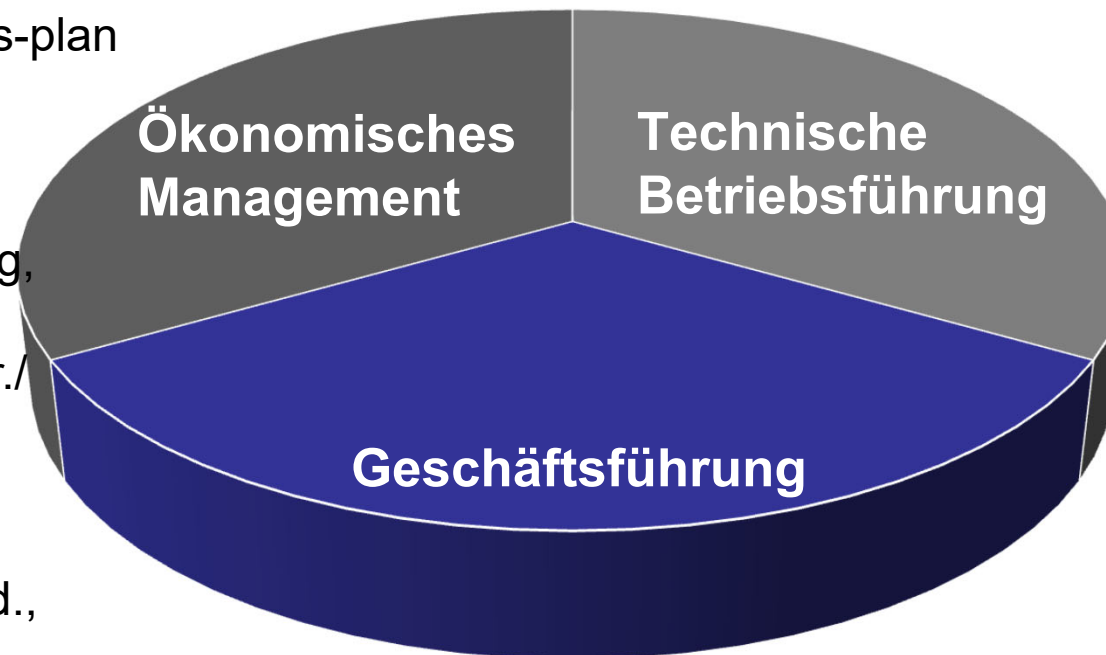 s-plan
Ökonomisches
Management
Technische
Betriebsführung
g,
r./
Geschäftsführung
d.,